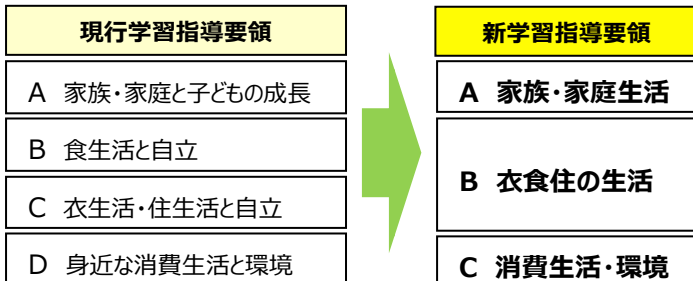 現行学習指導要領
A 家族・家庭と子どもの成長
B 食生活と自立
C 衣生活・住生活と自立
D 身近な消費生活と環境
新学習指導要領
A 家族・家庭生活
B 衣食住の生活
C 消費生活・環境